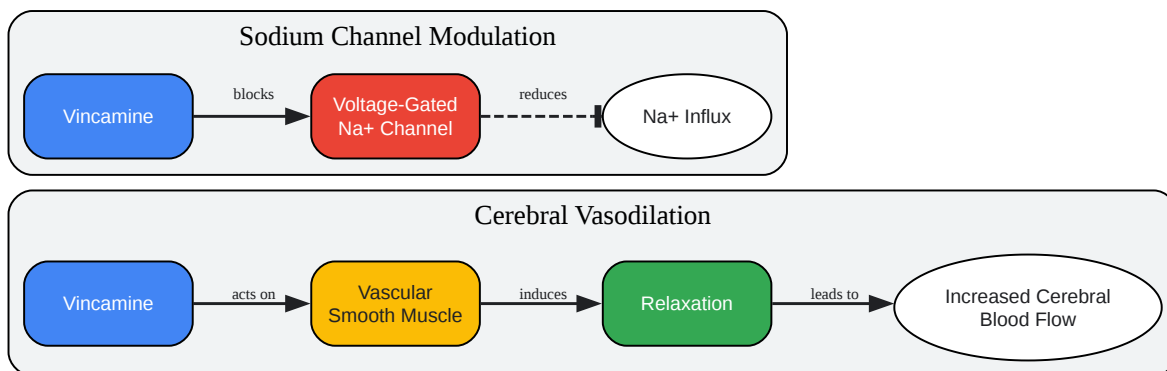 Sodium Channel Modulation
Vincamine
blocks
Voltage-Gated
Na+ Channel
reduces
Na+ Influx
Cerebral Vasodilation
Vincamine
acts on
Vascular
Smooth Muscle
induces
Relaxation
leads to
Increased Cerebral
Blood Flow